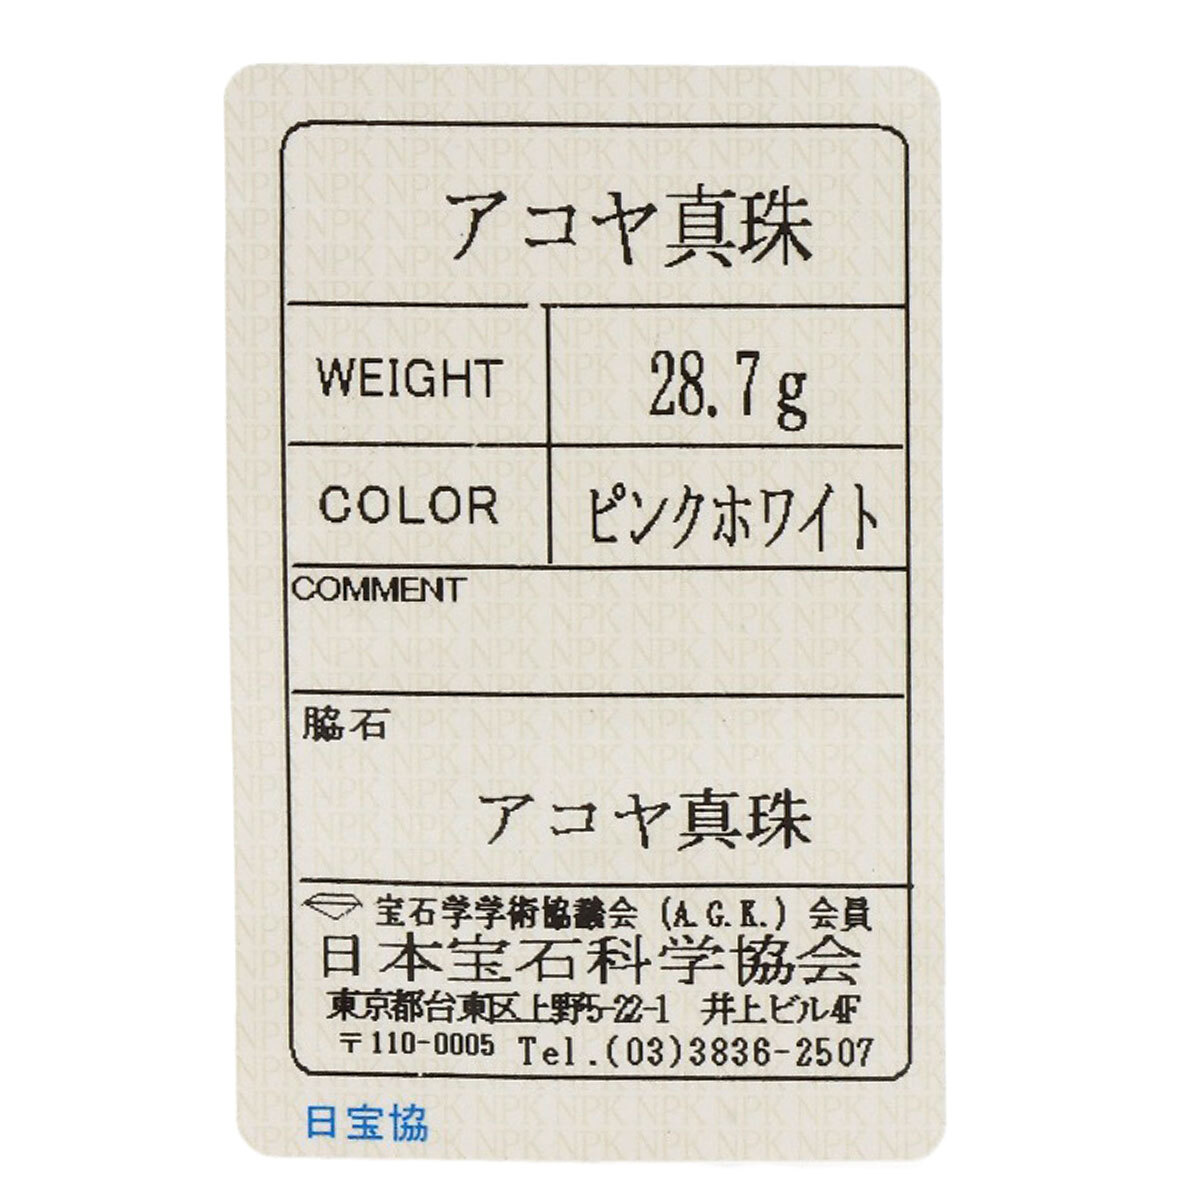 アコヤ真珠
WEIGHT 28.7g
COLOR ピンクホワイト
COMMENT
脇石
アコヤ真珠
宝石学学術協議会 (A.G.K.) 会員
日本宝石科学協会
東京都台東区上野5-22-1 井上ビル4F
〒110-0005 Tel.(03)3836-2507
日宝協